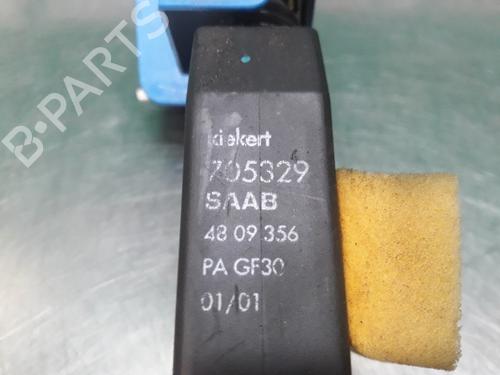 B-PARTS
kiekert
705329
SAAB
48 09 356
PA GF30
01/01